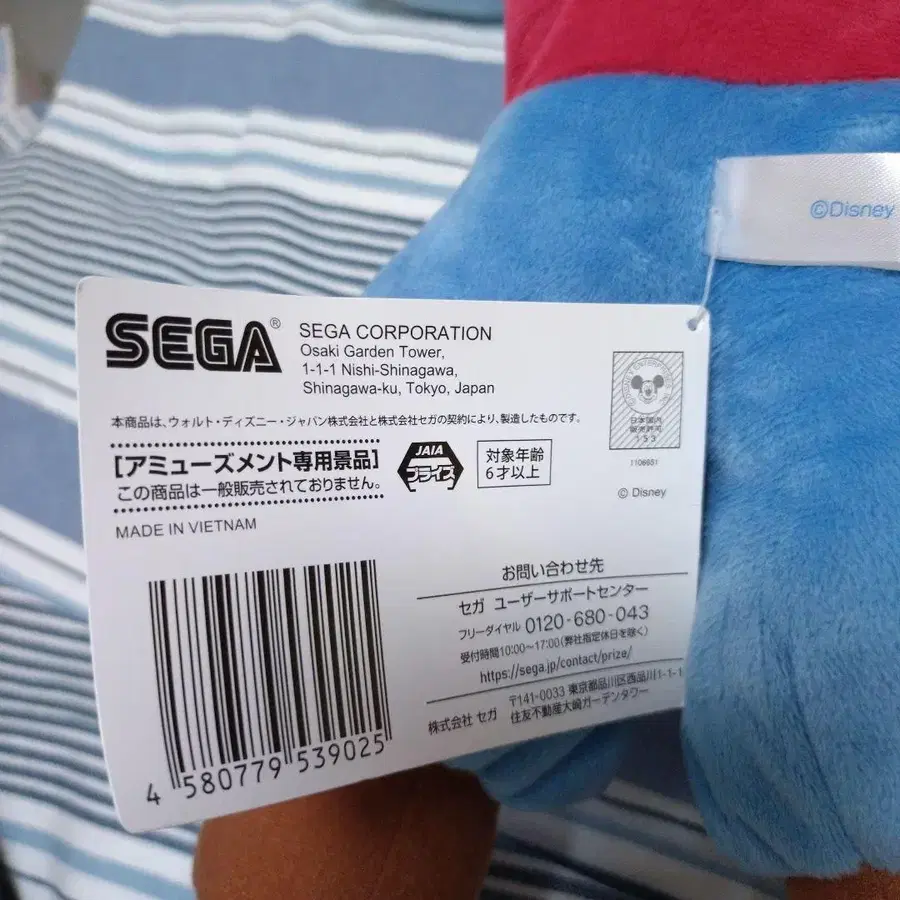 ©Disney
SEGA®
SEGA CORPORATION
Osaki Garden Tower,
1-1-1 Nishi-Shinagawa,
Shinagawa-ku, Tokyo, Japan
本商品は、ウォルト・ディズニー・ジャパン株式会社と株式会社セガの契約により、製造したものです。
[アミューズメント専用景品]
この商品は一般販売されておりません。
JAIA
プライズ
対象年齢
6才以上
日本国内
販売許可
153
1106651
© Disney
MADE IN VIETNAM
4 580779 539025
お問い合わせ先
セガ ユーザーサポートセンター
フリーダイヤル 0120-680-043
受付時間10:00~17:00(弊社指定休日を除く)
https://sega.jp/contact/prize/
株式会社 セガ
〒141-0033 東京都品川区西品川1-1-1
住友不動産大崎ガーデンタワー